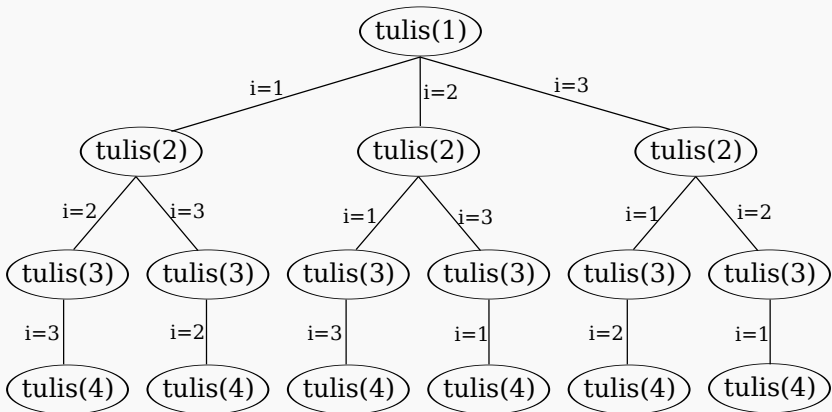 tulis(1)
i=1 i=2 i=3
tulis(2) tulis(2) tulis(2)
i=2 i=3 i=1 i=3 i=1 i=2
tulis(3) tulis(3) tulis(3) tulis(3) tulis(3) tulis(3)
i=3 i=2 i=3 i=1 i=2 i=1
tulis(4) tulis(4) tulis(4) tulis(4) tulis(4) tulis(4)